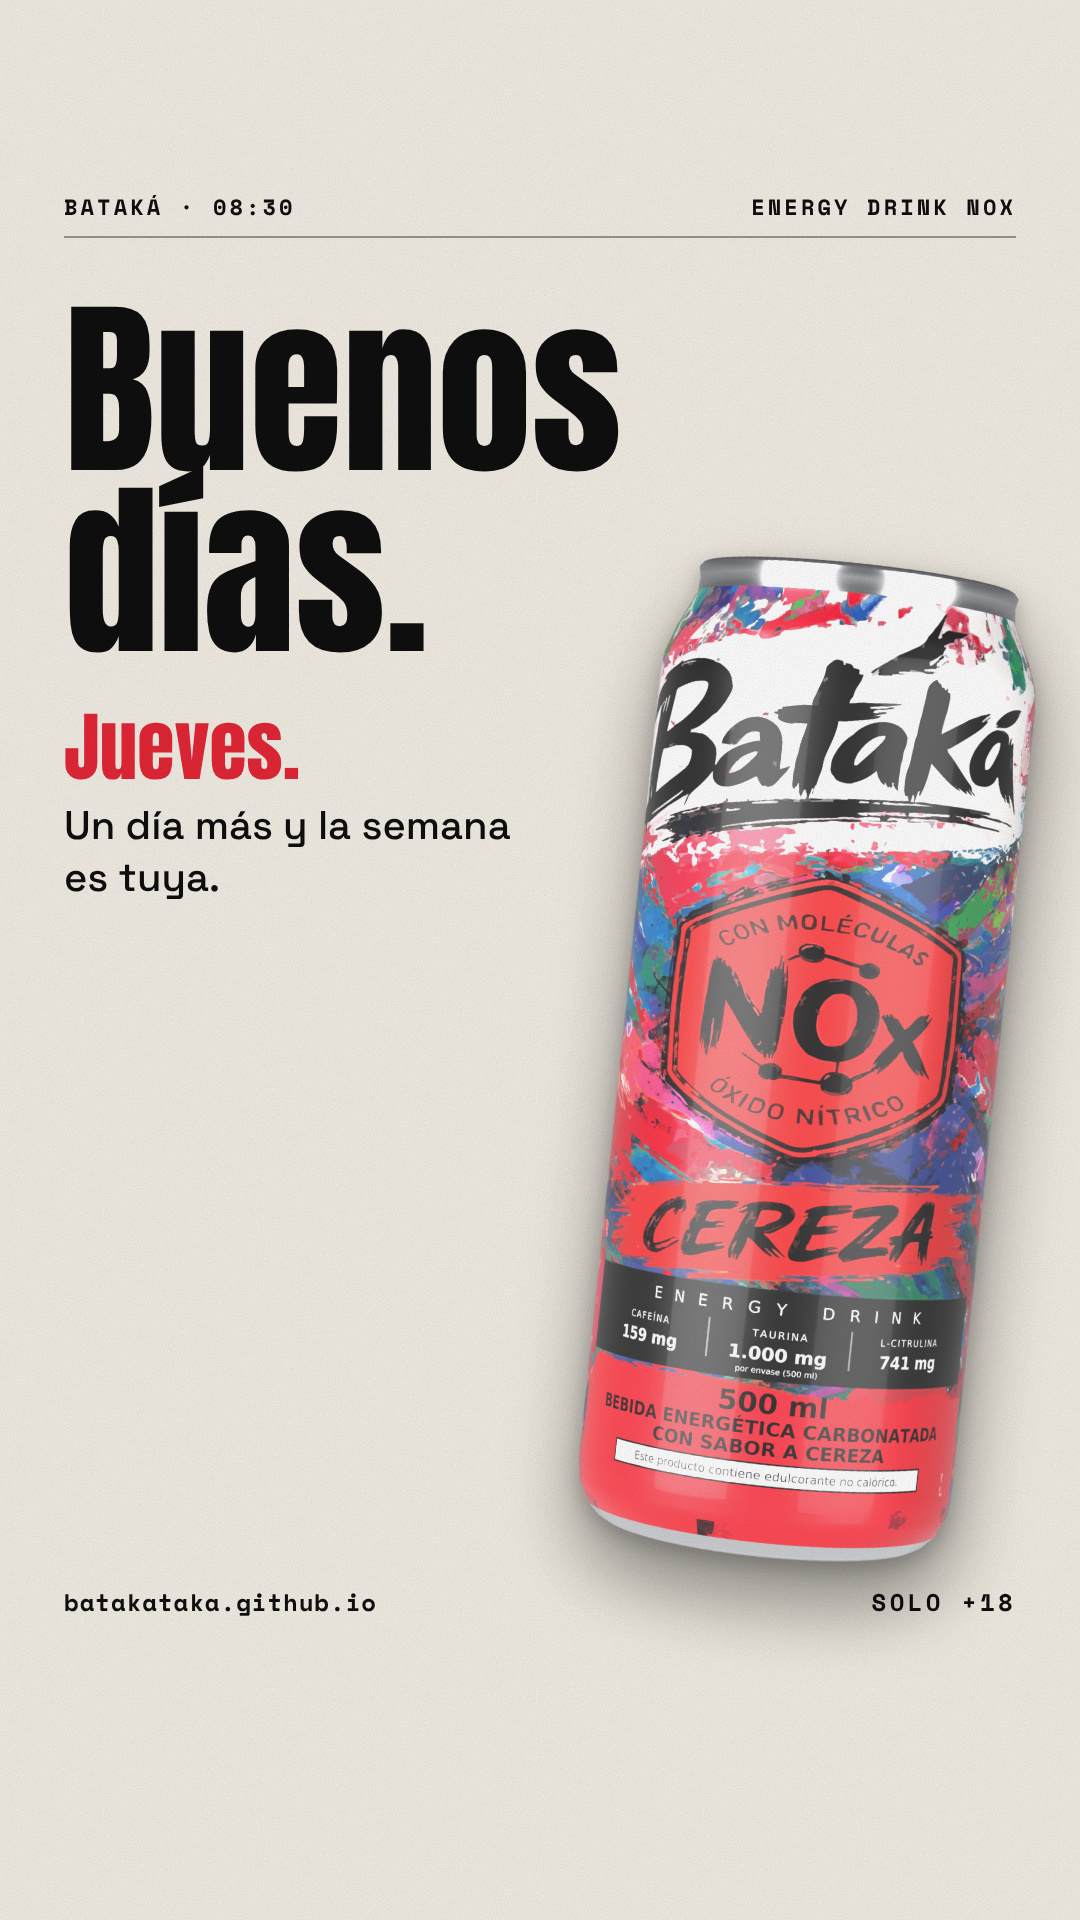 BATAKÁ · 08:30
ENERGY DRINK NOX
Buenos
días.
Jueves.
Un día más y la semana
es tuya.
Bataká
CON MOLÉCULAS
NOx
ÓXIDO NÍTRICO
CEREZA
ENERGY DRINK
CAFEÍNA
159 mg
TAURINA
1.000 mg
por envase (500 ml)
L-CITRULINA
741 mg
500 ml
BEBIDA ENERGÉTICA CARBONATADA
CON SABOR A CEREZA
Este producto contiene edulcorante no calórico.
batakataka.github.io
SOLO +18